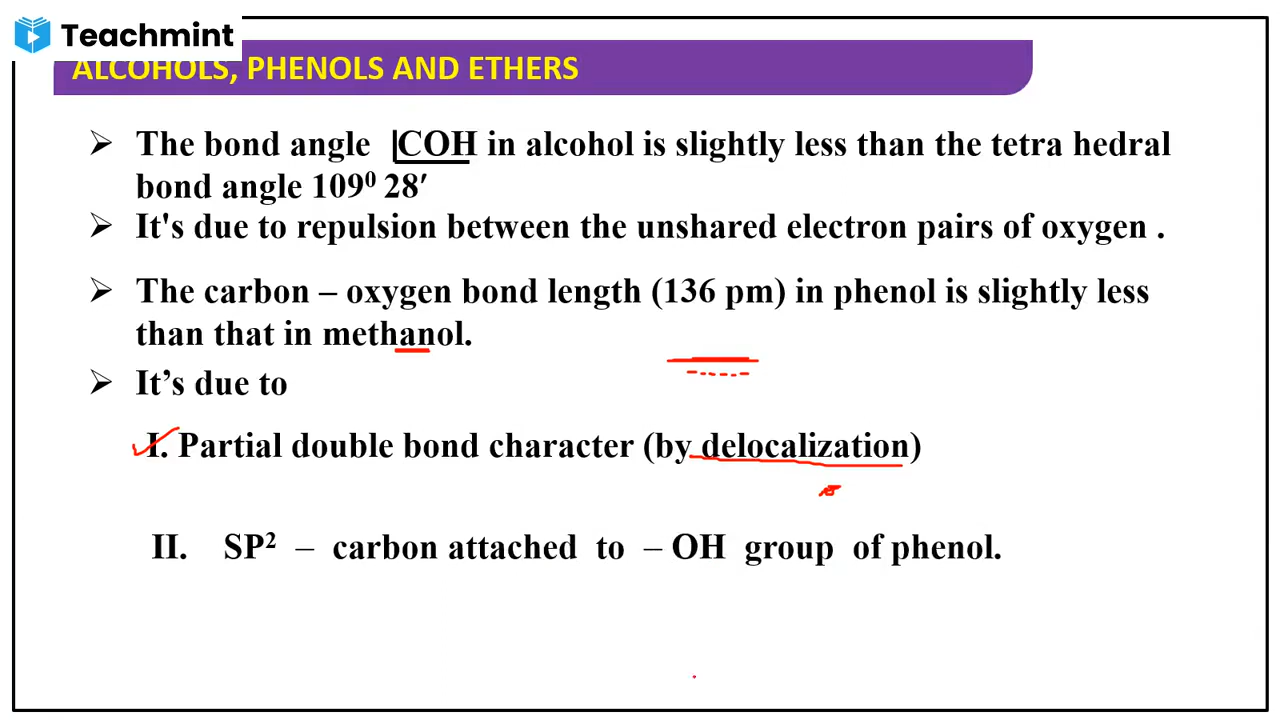 Teachmint
ALCOHOLS, PHENOLS AND ETHERS
➢ The bond angle COH in alcohol is slightly less than the tetra hedral
bond angle 109⁰ 28′
➢ It's due to repulsion between the unshared electron pairs of oxygen .
➢ The carbon – oxygen bond length (136 pm) in phenol is slightly less
than that in methanol.
➢ It’s due to
I. Partial double bond character (by delocalization)
II. SP² – carbon attached to – OH group of phenol.